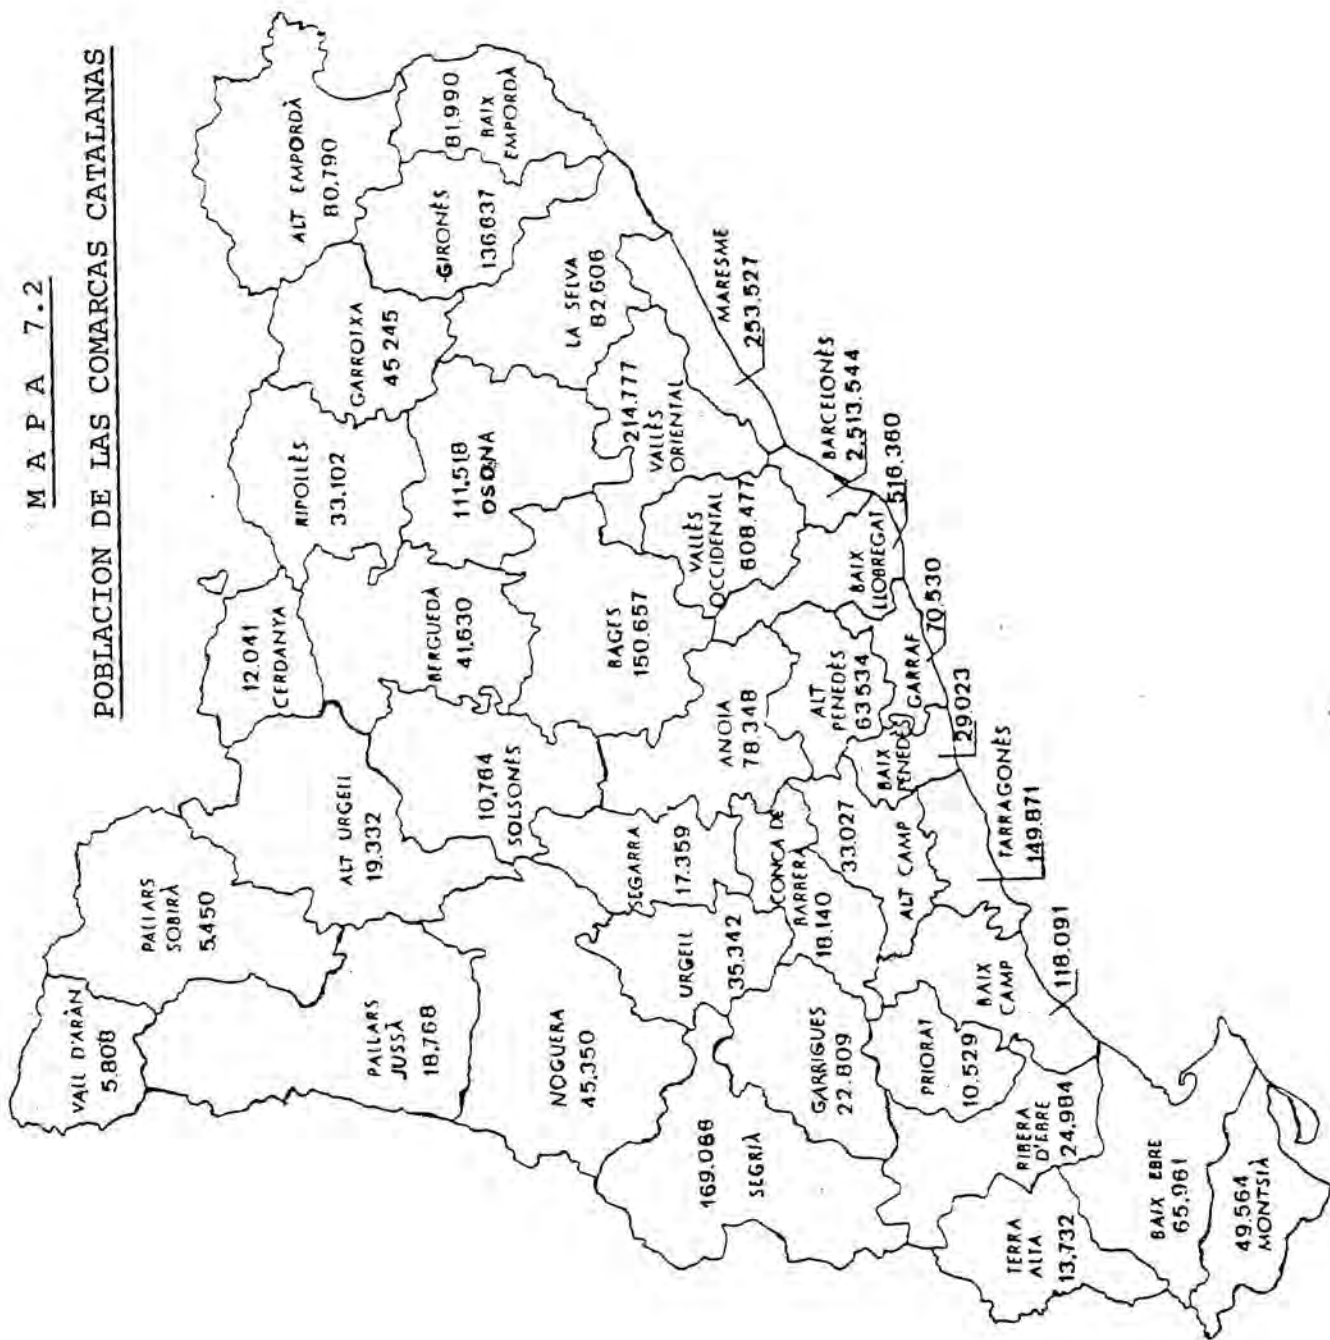 MAPA 7.2
POBLACION DE LAS COMARCAS CATALANAS
VALL D'ARÀN
5,808
PALLARS
SOBIRÀ
5,450
PALLARS
JUSSÀ
18,768
ALT URGELL
19,332
12.041
CERDANYA
RIPOLLÈS
33,102
GARROTXA
45 245
ALT EMPORDÀ
80.790
81.990
BAIX
EMPORDÀ
GIRONÈS
136.637
LA SELVA
82.606
111,518
OSONA
BERGUEDÀ
41,630
10,764
SOLSONÈS
NOGUERA
45,350
SEGARRA
17.359
URGELL
35.342
169.066
SEGRIÀ
GARRIGUES
22.809
CONCA DE
BARBERÀ
18.140
ANOIA
78.348
BAGES
150.657
VALLÈS
OCCIDENTAL
608.477
214.777
VALLÈS
ORIENTAL
MARESME
253.527
BARCELONÈS
2.513.544
BAIX
LLOBREGAT
516.360
ALT
PENEDÈS
63534
GARRAF
70.530
BAIX
PENEDÈS
29.023
33.027
ALT CAMP
TARRAGONÈS
149.871
BAIX
CAMP
118.091
PRIORAT
10.529
RIBERA
D'EBRE
24,984
TERRA
ALTA
13,732
BAIX EBRE
65,961
49.564
MONTSIÀ